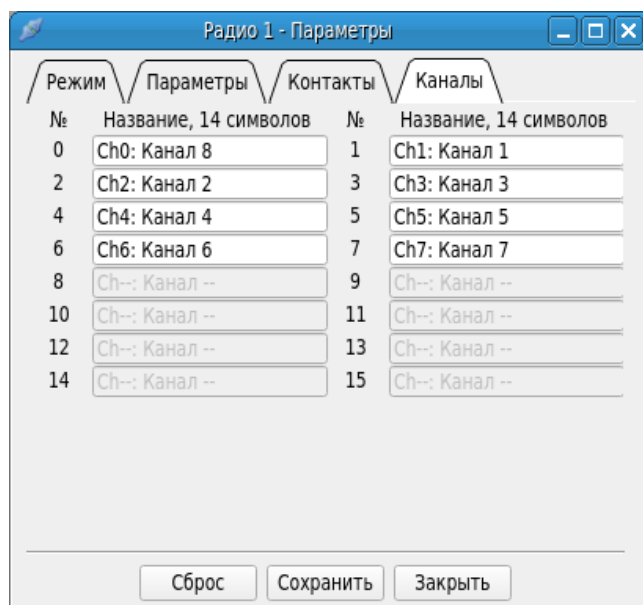 Радио 1 - Параметры
Режим Параметры Контакты Каналы
№ Название, 14 символов № Название, 14 символов
0 Ch0: Канал 8 1 Ch1: Канал 1
2 Ch2: Канал 2 3 Ch3: Канал 3
4 Ch4: Канал 4 5 Ch5: Канал 5
6 Ch6: Канал 6 7 Ch7: Канал 7
8 Ch--: Канал -- 9 Ch--: Канал --
10 Ch--: Канал -- 11 Ch--: Канал --
12 Ch--: Канал -- 13 Ch--: Канал --
14 Ch--: Канал -- 15 Ch--: Канал --
Сброс Сохранить Закрыть